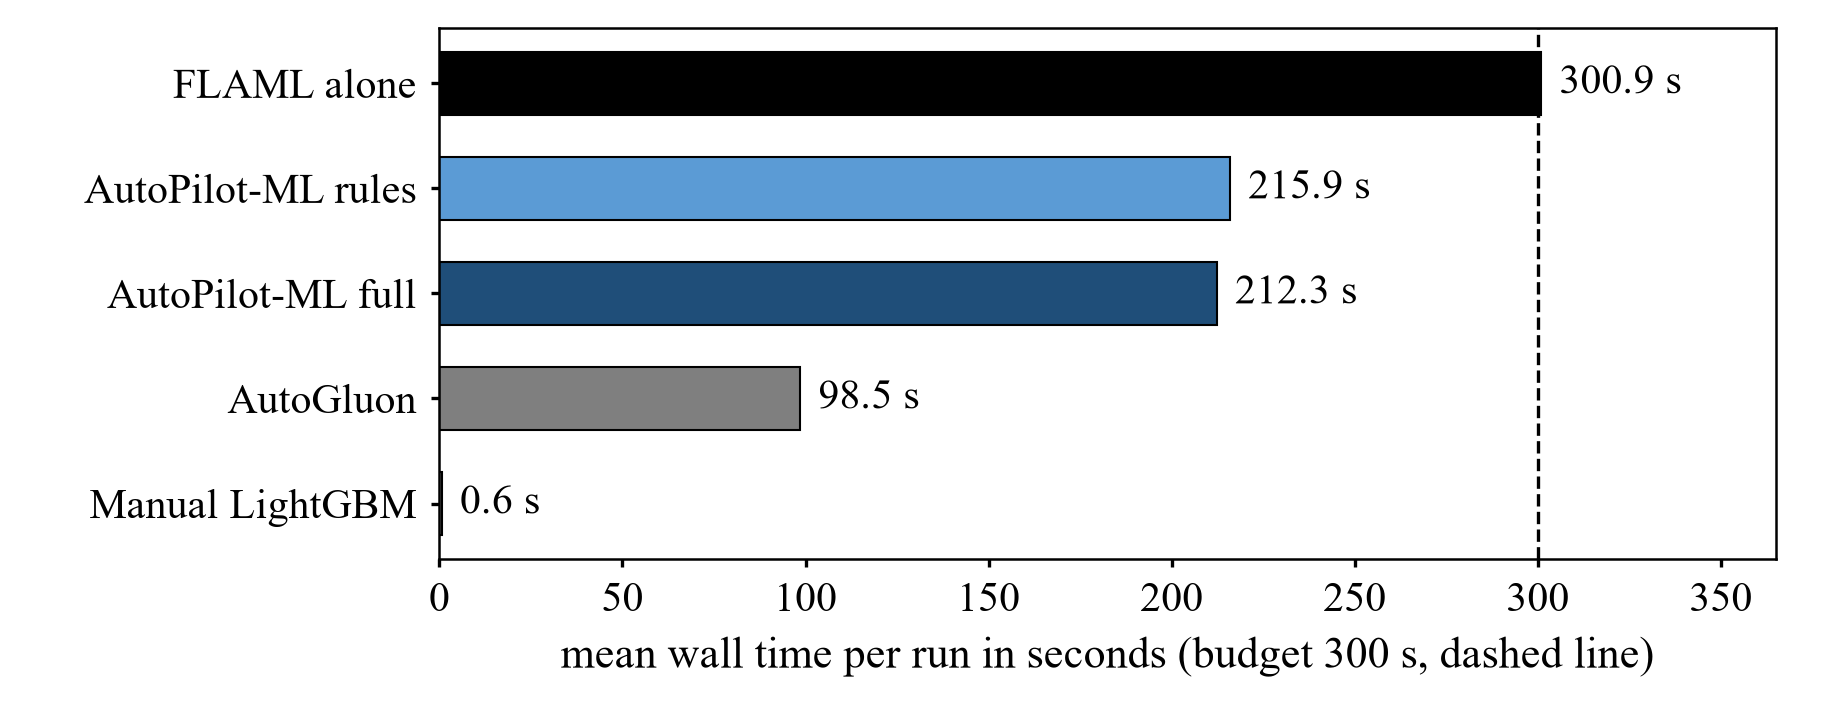 FLAML alone 300.9 s
AutoPilot-ML rules 215.9 s
AutoPilot-ML full 212.3 s
AutoGluon 98.5 s
Manual LightGBM 0.6 s
0 50 100 150 200 250 300 350
mean wall time per run in seconds (budget 300 s, dashed line)